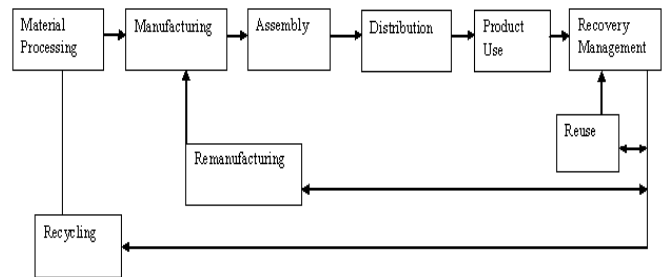 Material
Processing
Manufacturing
Assembly
Distribution
Product
Use
Recovery
Management
Reuse
Remanufacturing
Recycling